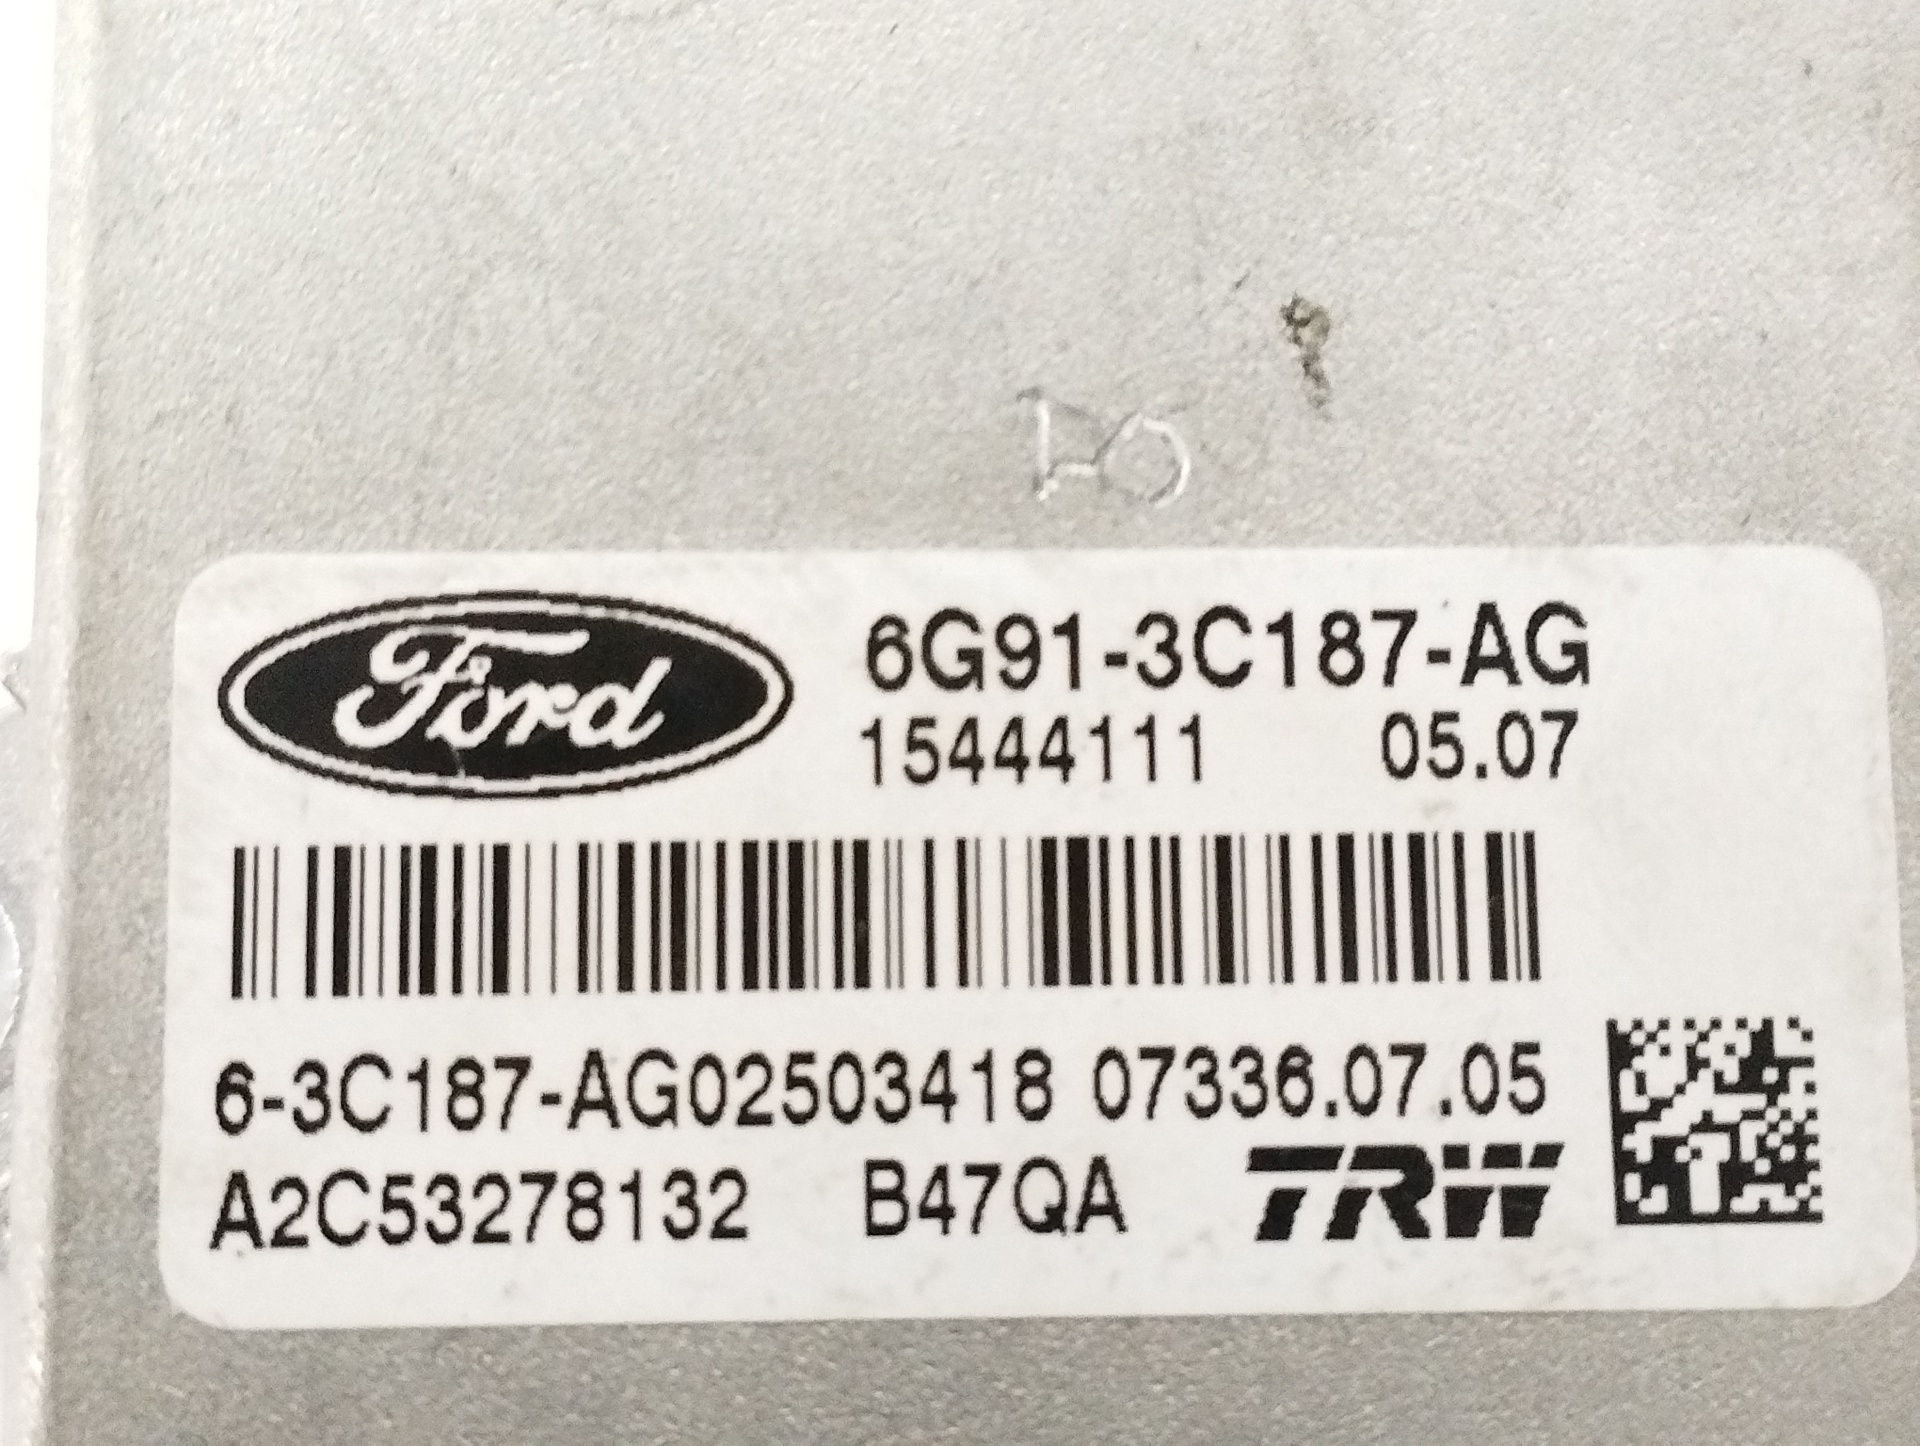 Ford
6G91-3C187-AG
15444111 05.07
6-3C187-AG02503418 07336.07.05
A2C53278132 B47QA TRW